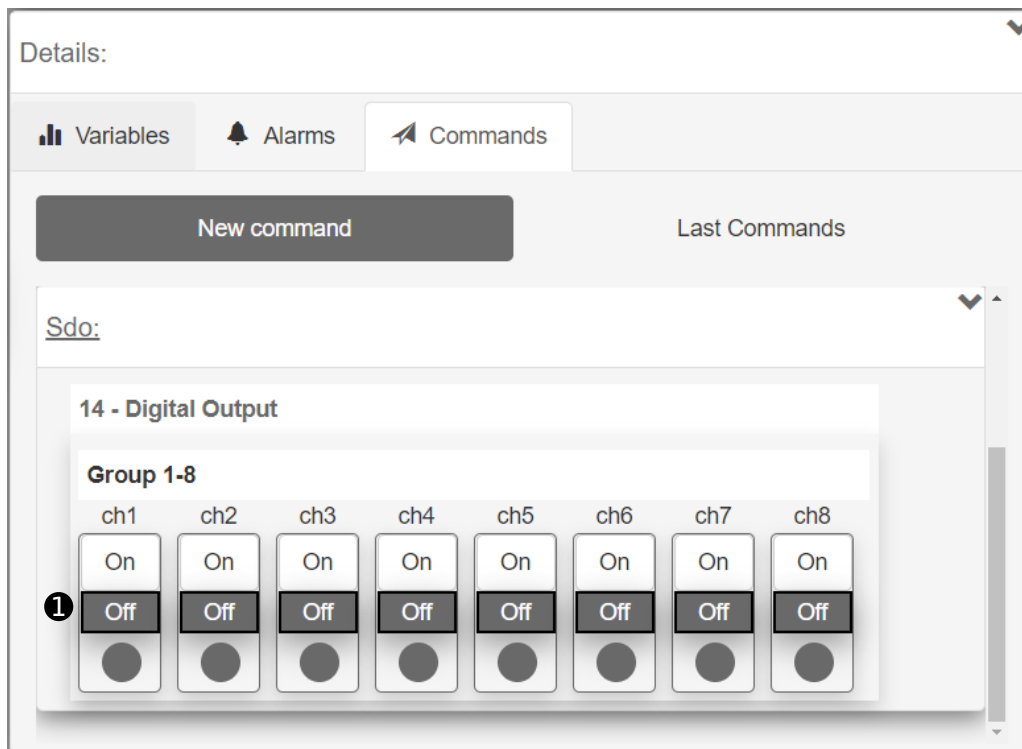 Details:
Variables Alarms Commands
New command Last Commands
Sdo:
14 - Digital Output
Group 1-8
ch1 ch2 ch3 ch4 ch5 ch6 ch7 ch8
On On On On On On On On
1 Off Off Off Off Off Off Off Off